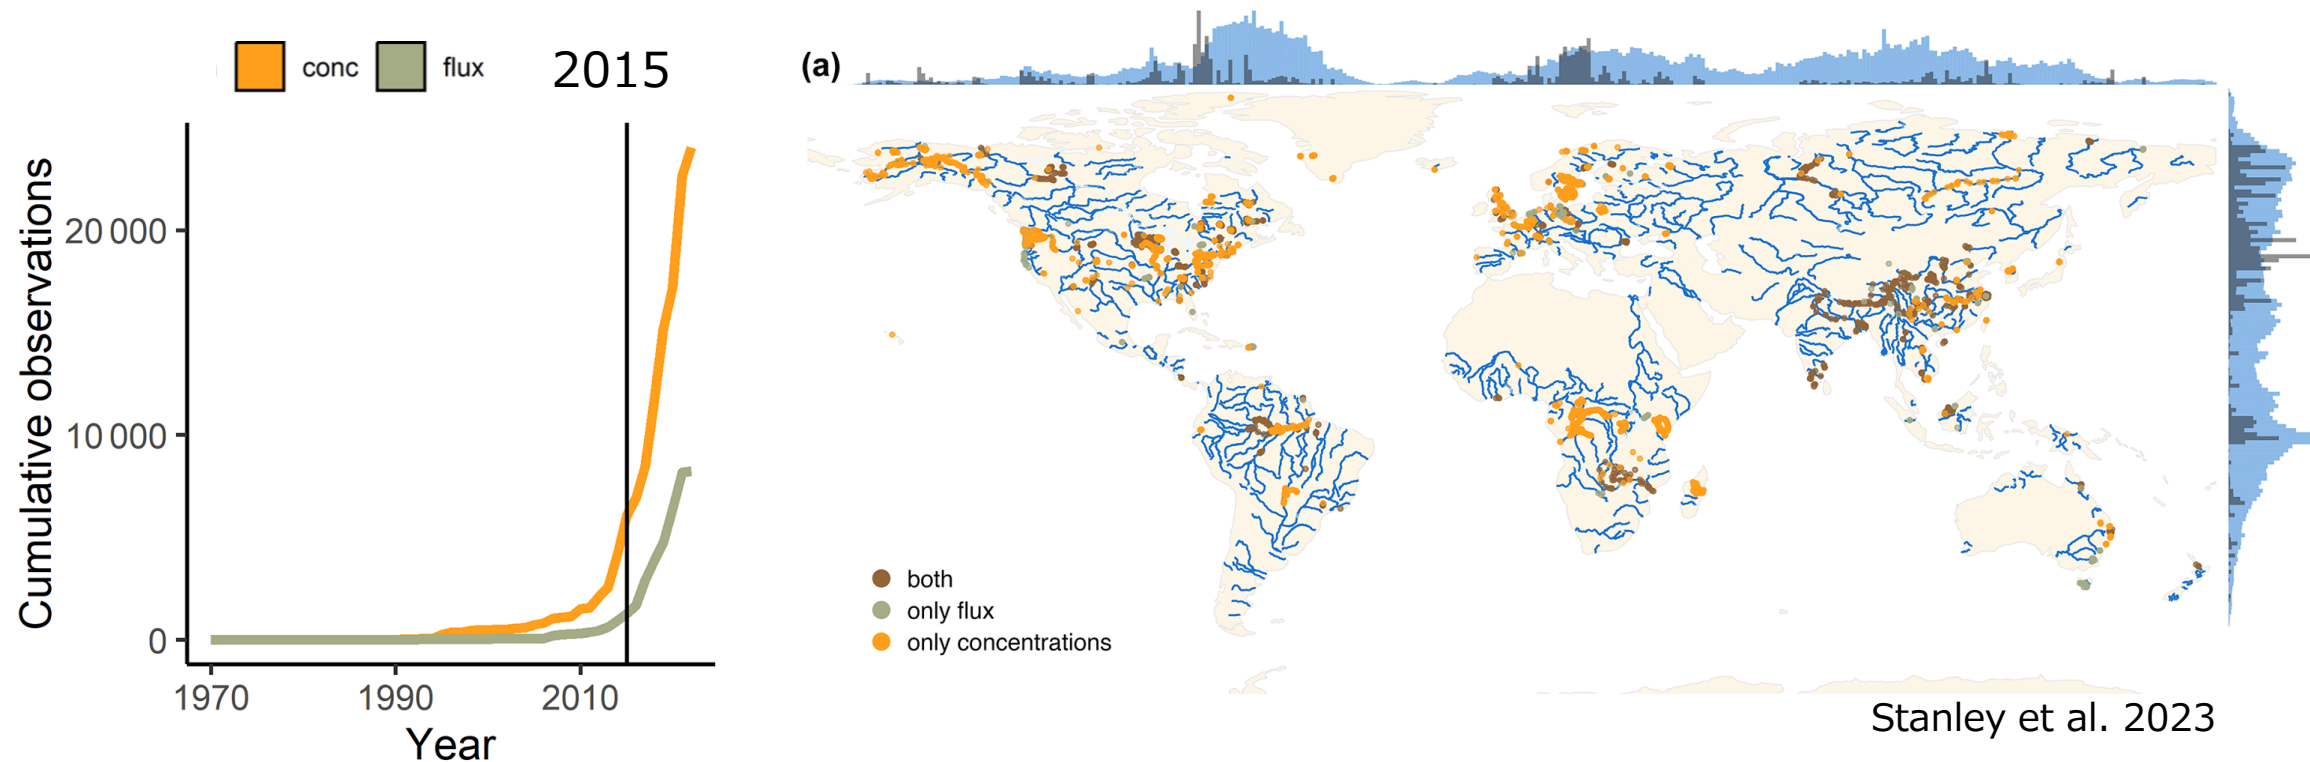 conc
flux
2015
Cumulative observations
20 000
10 000
0
1970
1990
2010
Year
(a)
both
only flux
only concentrations
Stanley et al. 2023